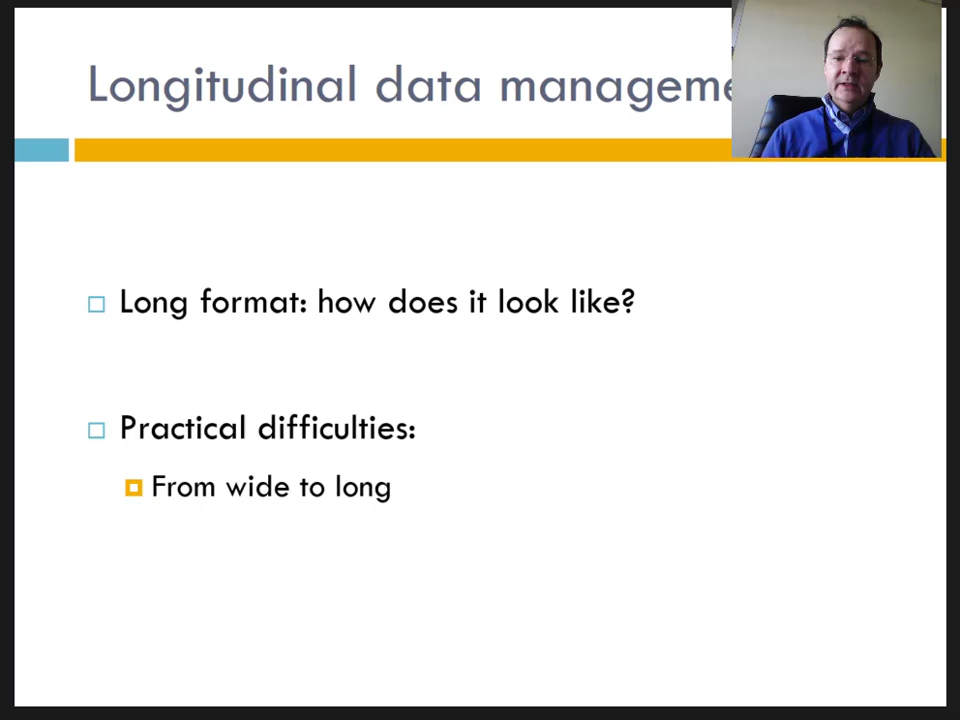 Longitudinal data manageme
Long format: how does it look like?
Practical difficulties:
From wide to long